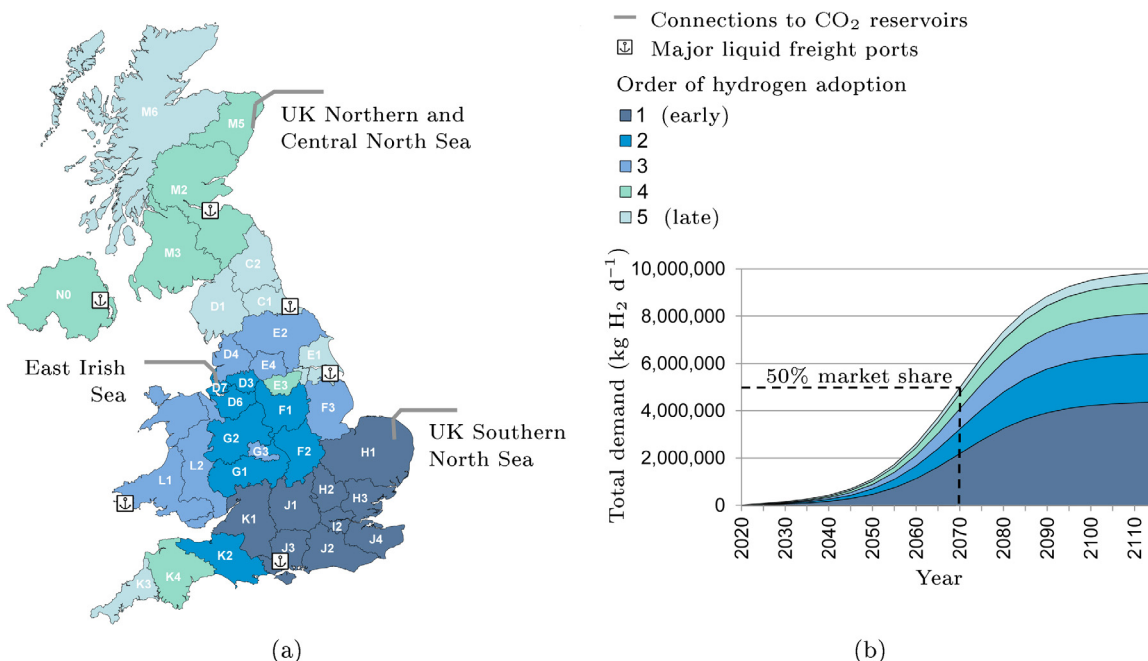 M6
M5
UK Northern and
Central North Sea
M2
M3
N0
C2
D1
C1
E2
D4
E4
E1
East Irish
Sea
D7
D3
E3
D6
F1
F3
G2
G3
F2
UK Southern
North Sea
H1
L2
G1
L1
H2
H3
K1
J1
I2
J4
J3
J2
K2
K4
K3
(a)
Connections to CO₂ reservoirs
Major liquid freight ports
Order of hydrogen adoption
1 (early)
2
3
4
5 (late)
Total demand (kg H₂ d⁻¹)
10,000,000
8,000,000
6,000,000
4,000,000
2,000,000
0
50% market share
2020
2030
2040
2050
2060
2070
2080
2090
2100
2110
Year
(b)